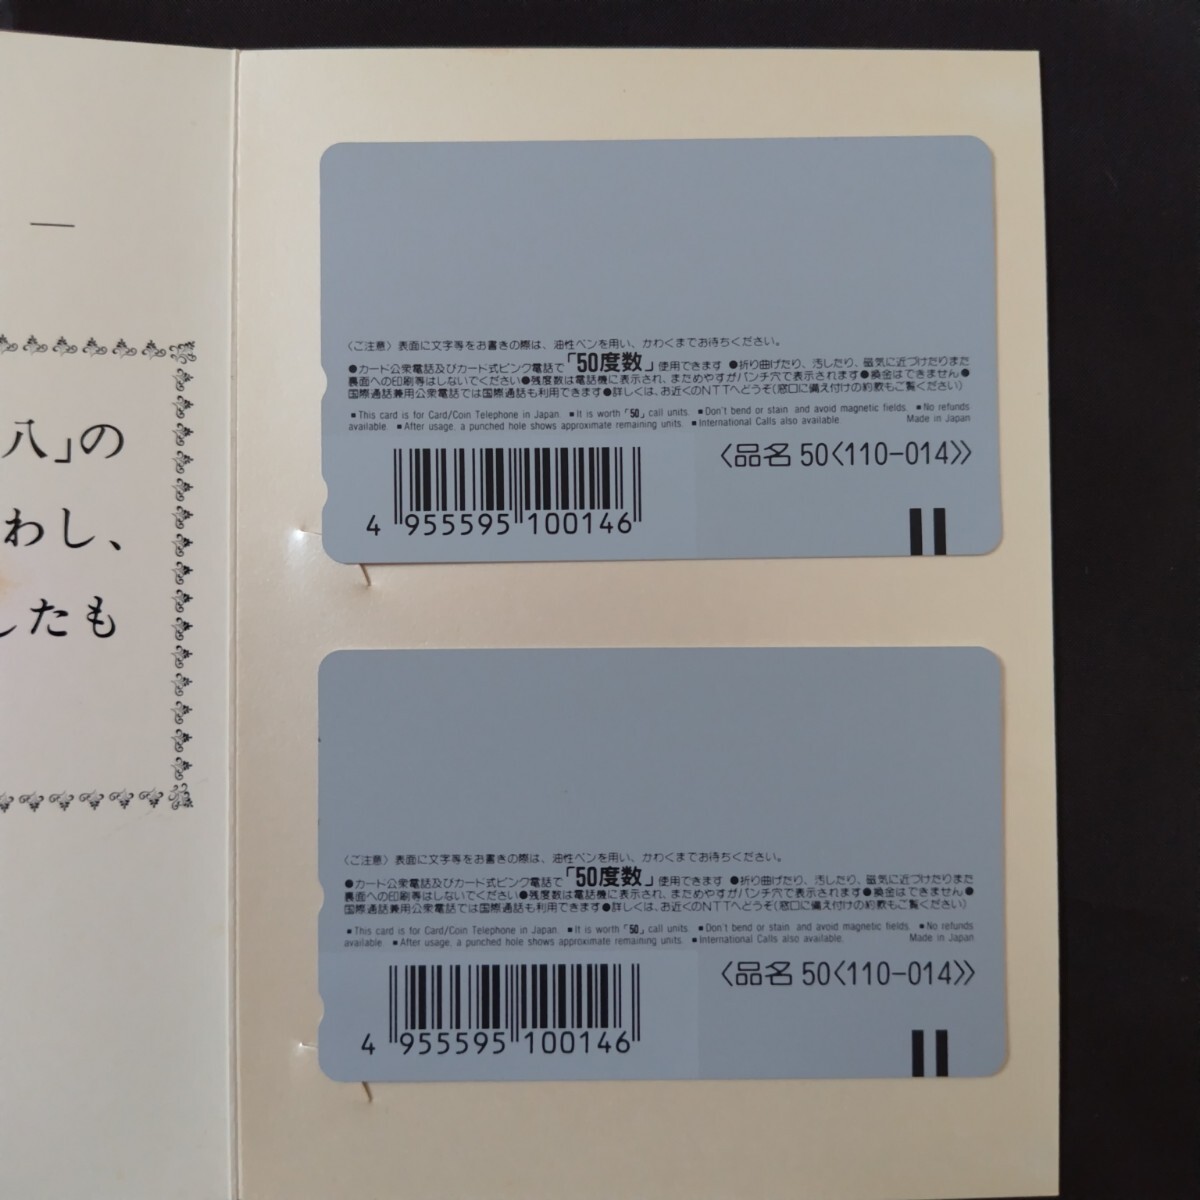 八」の
わし、
したも
〈ご注意〉表面に文字等をお書きの際は、油性ペンを用い、かわくまでお待ちください。
●カード公衆電話及びカード式ピンク電話で「50度数」使用できます ●折り曲げたり、汚したり、磁気に近づけたりまた
裏面への印刷等はしないでください●残度数は電話機に表示され、まためやすがパンチ穴で表示されます●換金はできません●
国際通話兼用公衆電話では国際通話も利用できます●詳しくは、お近くのNTTへどうぞ(窓口に備え付けの約款もご覧ください)
■This card is for Card/Coin Telephone in Japan. ■It is worth「50」call units. ■Don't bend or stain and avoid magnetic fields. ■No refunds
available. ■After usage, a punched hole shows approximate remaining units. ■International Calls also available. Made in Japan
〈品名 50〈110-014〉〉
4 955595 100146
〈ご注意〉表面に文字等をお書きの際は、油性ペンを用い、かわくまでお待ちください。
●カード公衆電話及びカード式ピンク電話で「50度数」使用できます ●折り曲げたり、汚したり、磁気に近づけたりまた
裏面への印刷等はしないでください●残度数は電話機に表示され、まためやすがパンチ穴で表示されます●換金はできません●
国際通話兼用公衆電話では国際通話も利用できます●詳しくは、お近くのNTTへどうぞ(窓口に備え付けの約款もご覧ください)
■This card is for Card/Coin Telephone in Japan. ■It is worth「50」call units. ■Don't bend or stain and avoid magnetic fields. ■No refunds
available. ■After usage, a punched hole shows approximate remaining units. ■International Calls also available. Made in Japan
〈品名 50〈110-014〉〉
4 955595 100146